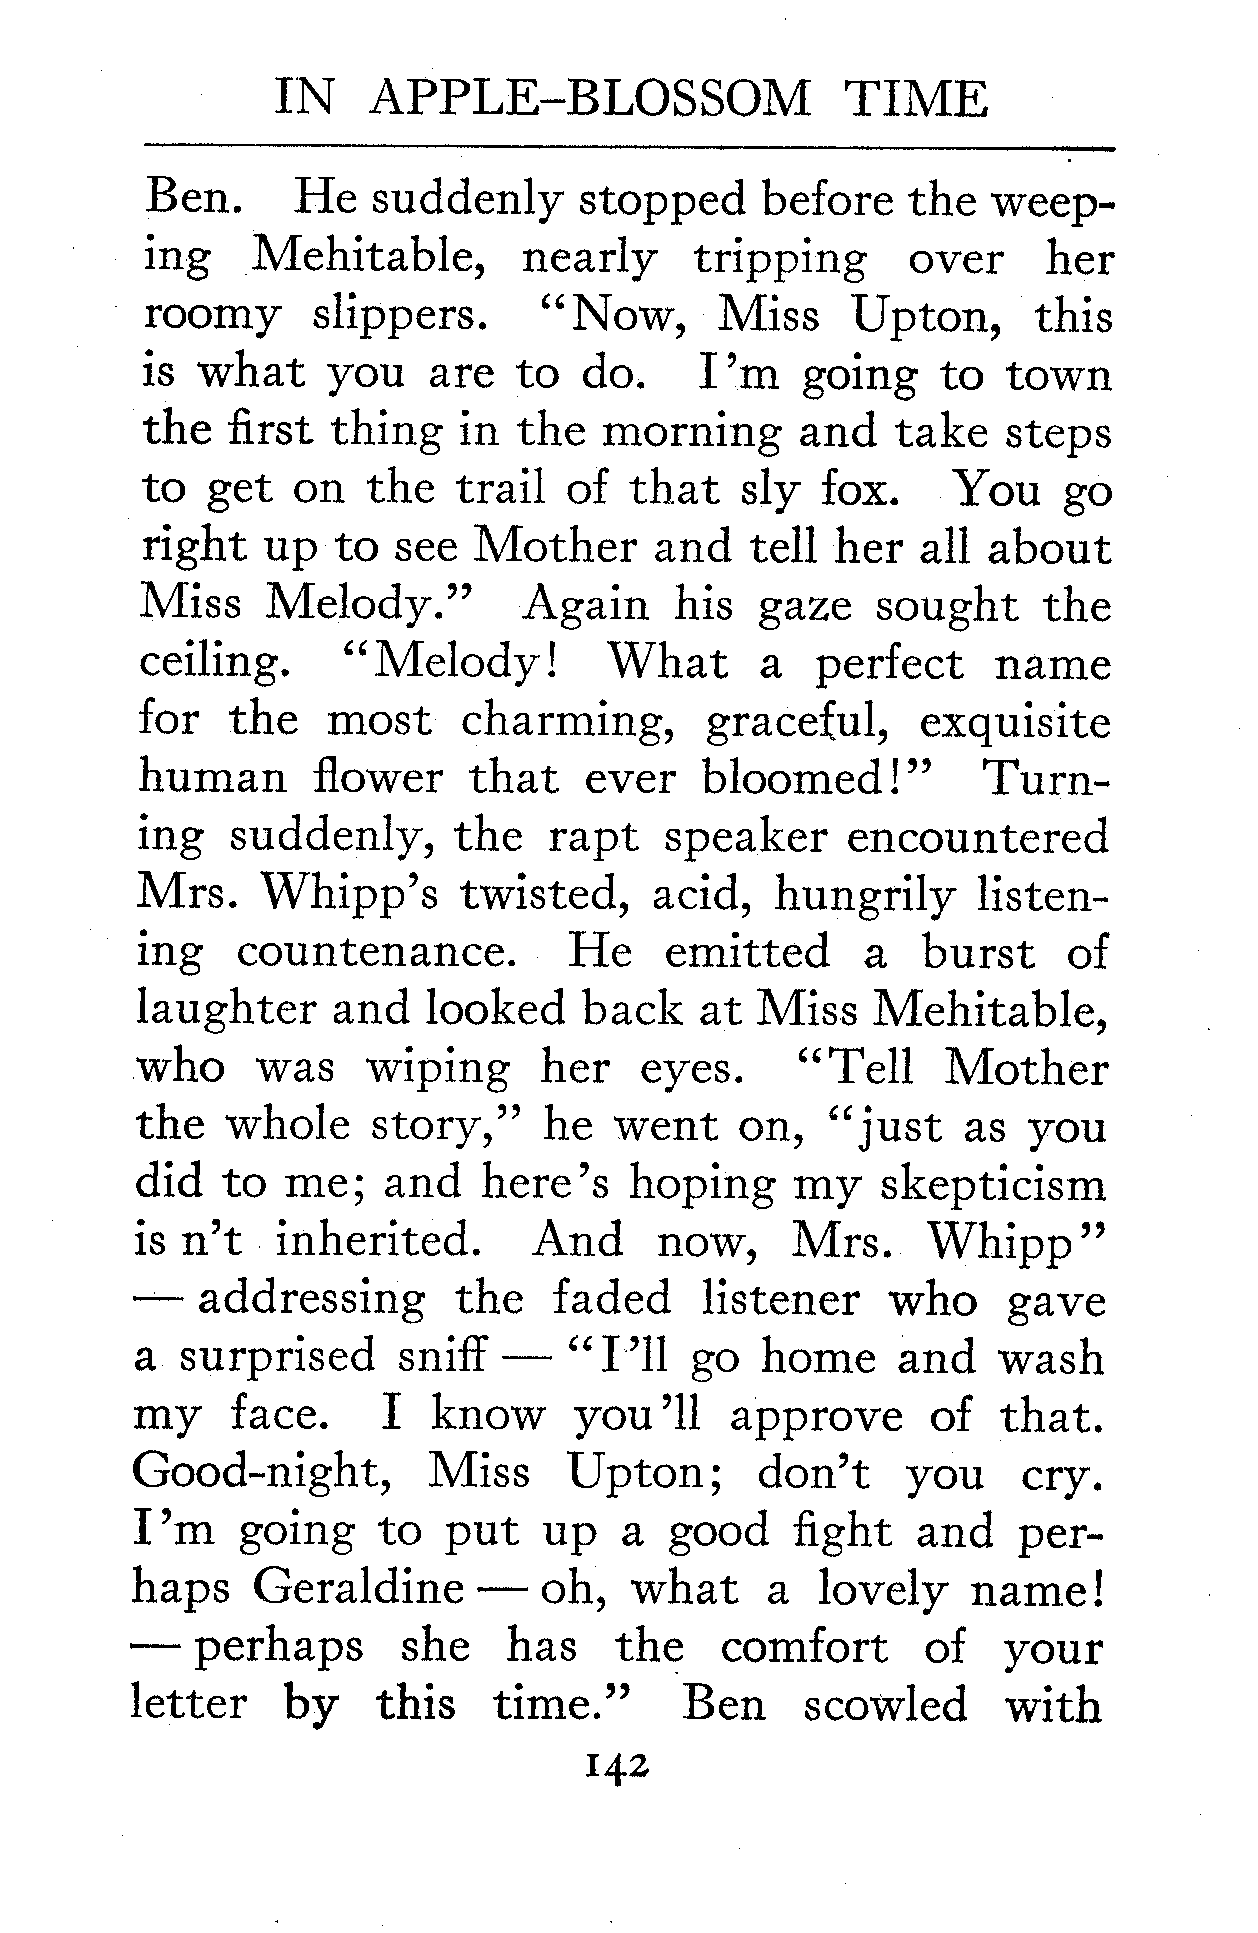 IN APPLE-BLOSSOM TIME
Ben. He suddenly stopped before the weep-
ing Mehitable, nearly tripping over her
roomy slippers. “Now, Miss Upton, this
is what you are to do. I’m going to town
the first thing in the morning and take steps
to get on the trail of that sly fox. You go
right up to see Mother and tell her all about
Miss Melody.” Again his gaze sought the
ceiling. “Melody! What a perfect name
for the most charming, graceful, exquisite
human flower that ever bloomed!” Turn-
ing suddenly, the rapt speaker encountered
Mrs. Whipp’s twisted, acid, hungrily listen-
ing countenance. He emitted a burst of
laughter and looked back at Miss Mehitable,
who was wiping her eyes. “Tell Mother
the whole story,” he went on, “just as you
did to me; and here’s hoping my skepticism
is n’t inherited. And now, Mrs. Whipp”
— addressing the faded listener who gave
a surprised sniff — “I’ll go home and wash
my face. I know you’ll approve of that.
Good-night, Miss Upton; don’t you cry.
I’m going to put up a good fight and per-
haps Geraldine — oh, what a lovely name!
— perhaps she has the comfort of your
letter by this time.” Ben scowled with
142